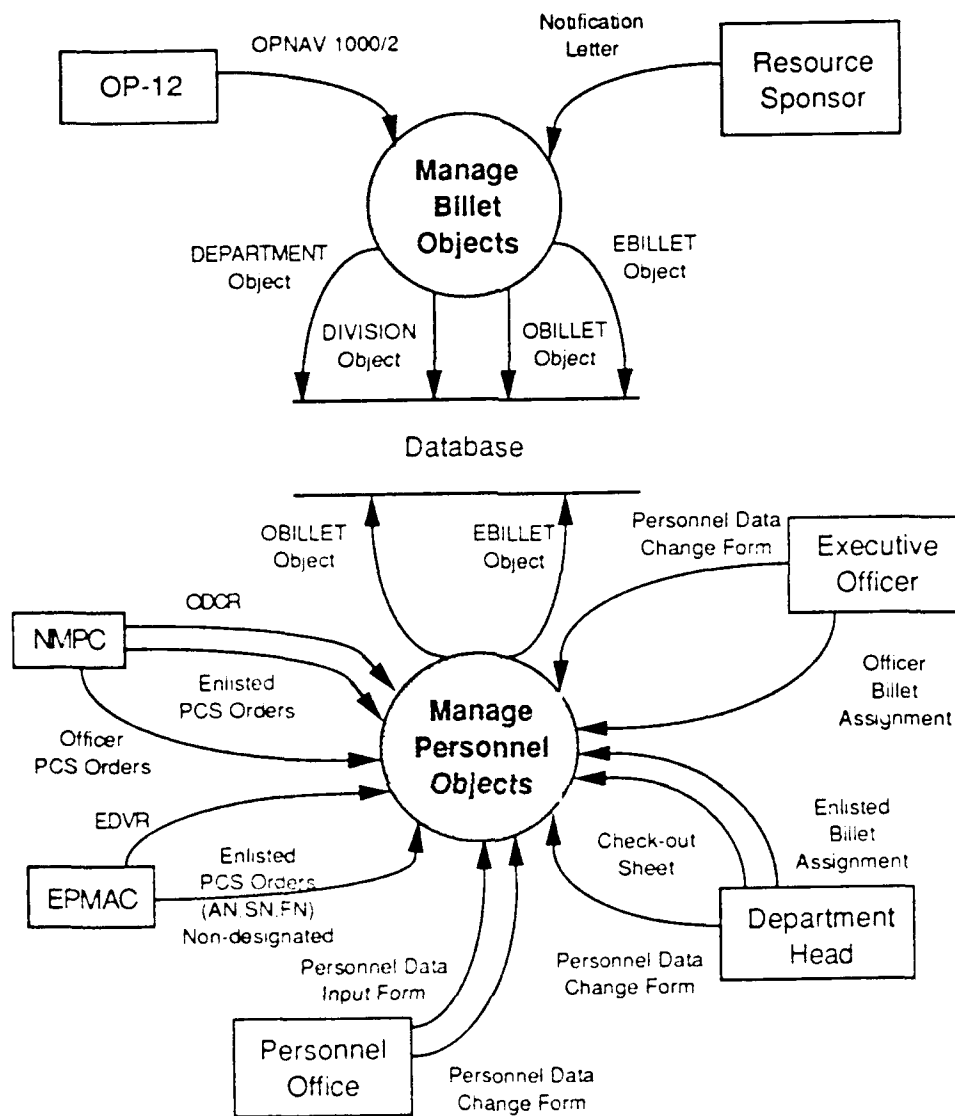 OPNAV 1000/2
Notification
Letter
OP-12
Resource
Sponsor
Manage
Billet
Objects
DEPARTMENT
Object
EBILLET
Object
DIVISION
Object
OBILLET
Object
Database
OBILLET
Object
EBILLET
Object
Personnel Data
Change Form
Executive
Officer
ODCR
NMPC
Enlisted
PCS Orders
Officer
PCS Orders
Manage
Personnel
Objects
Officer
Billet
Assignment
EDVR
EPMAC
Enlisted
PCS Orders
(AN,SN,FN)
Non-designated
Check-out
Sheet
Enlisted
Billet
Assignment
Department
Head
Personnel Data
Input Form
Personnel Data
Change Form
Personnel
Office
Personnel Data
Change Form